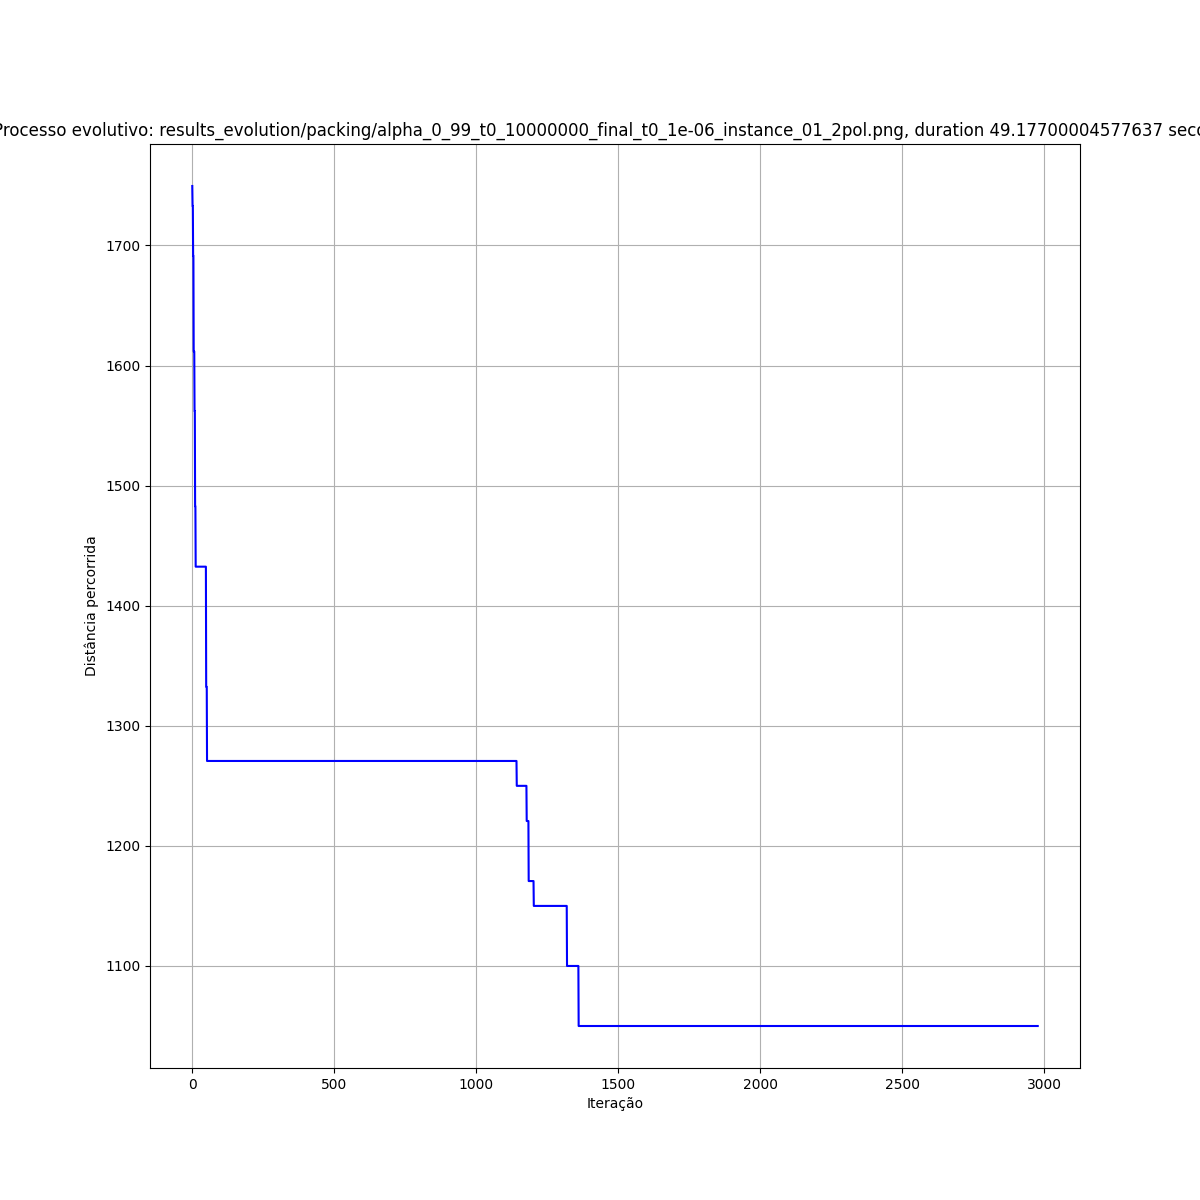 Processo evolutivo: results_evolution/packing/alpha_0_99_t0_10000000_final_t0_1e-06_instance_01_2pol.png, duration 49.17700004577637 seco
1700
1600
1500
1400
1300
1200
1100
Distância percorrida
0 500 1000 1500 2000 2500 3000
Iteração